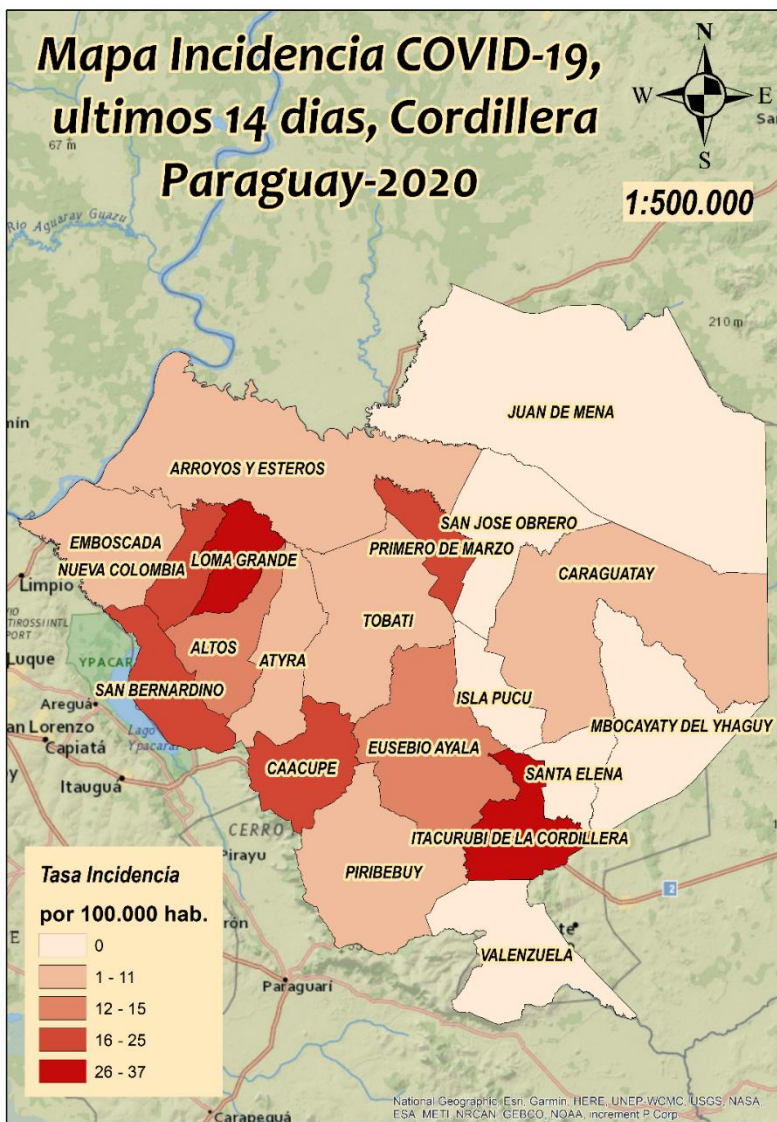 Mapa Incidencia COVID-19,
ultimos 14 dias, Cordillera
Paraguay-2020
N
W E
S
1:500.000
67 m
Rio Aguaray Guazu
210 m
JUAN DE MENA
ARROYOS Y ESTEROS
SAN JOSE OBRERO
EMBOSCADA
PRIMERO DE MARZO
NUEVA COLOMBIA
LOMA GRANDE
CARAGUATAY
Limpio
TOBATI
ALTOS
ATYRA
Luque
YPACAR
SAN BERNARDINO
ISLA PUCU
MBOCAYATY DEL YHAGUY
Areguá
an Lorenzo
Lago
Ypacaraí
Capiatá
EUSEBIO AYALA
CAACUPE
SANTA ELENA
Itauguá
CERRO
ITACURUBI DE LA CORDILLERA
Pirayu
PIRIBEBUY
2
VALENZUELA
Paraguarí
Carapeguá
Tasa Incidencia
por 100.000 hab.
0
1 - 11
12 - 15
16 - 25
26 - 37
National Geographic, Esri, Garmin, HERE, UNEP-WCMC, USGS, NASA,
ESA, METI, NRCAN, GEBCO, NOAA, increment P Corp.